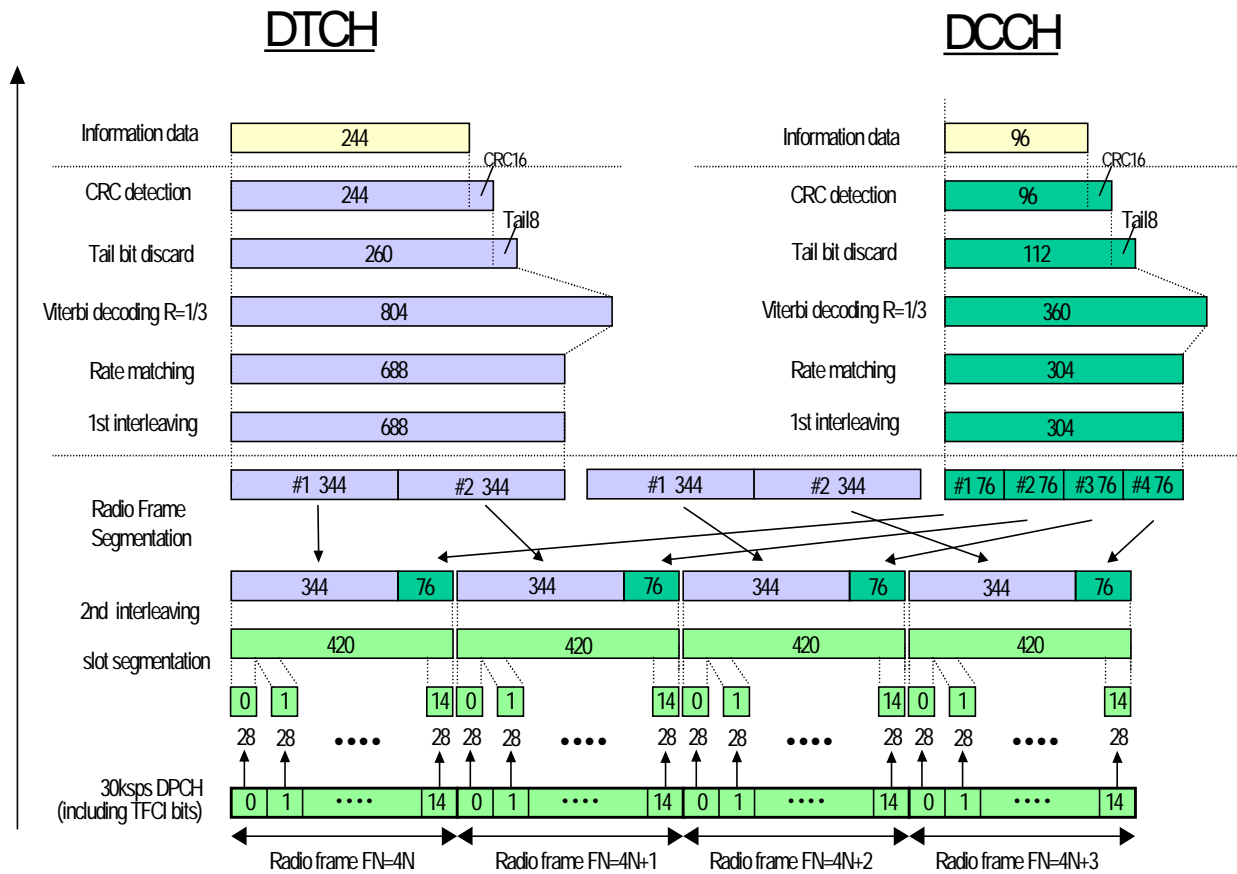 DTCH DCCH
Information data 244 Information data 96
CRC16 CRC16
CRC detection 244 CRC detection 96
Tail8 Tail8
Tail bit discard 260 Tail bit discard 112
Viterbi decoding R=1/3 804 Viterbi decoding R=1/3 360
Rate matching 688 Rate matching 304
1st interleaving 688 1st interleaving 304
#1 344 #2 344 #1 344 #2 344 #1 76 #2 76 #3 76 #4 76
Radio Frame
Segmentation
344 76 344 76 344 76 344 76
2nd interleaving
420 420 420 420
slot segmentation
0 1 14 0 1 14 0 1 14 0 1 14
28 28 •••• 28 28 28 •••• 28 28 28 •••• 28 28 28 •••• 28
30ksps DPCH
(including TFCI bits)
0 1 •••• 14 0 1 •••• 14 0 1 •••• 14 0 1 •••• 14
Radio frame FN=4N Radio frame FN=4N+1 Radio frame FN=4N+2 Radio frame FN=4N+3